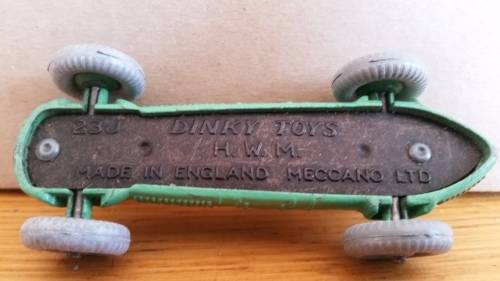 23J DINKY TOYS
H.W.M.
MADE IN ENGLAND MECCANO LTD